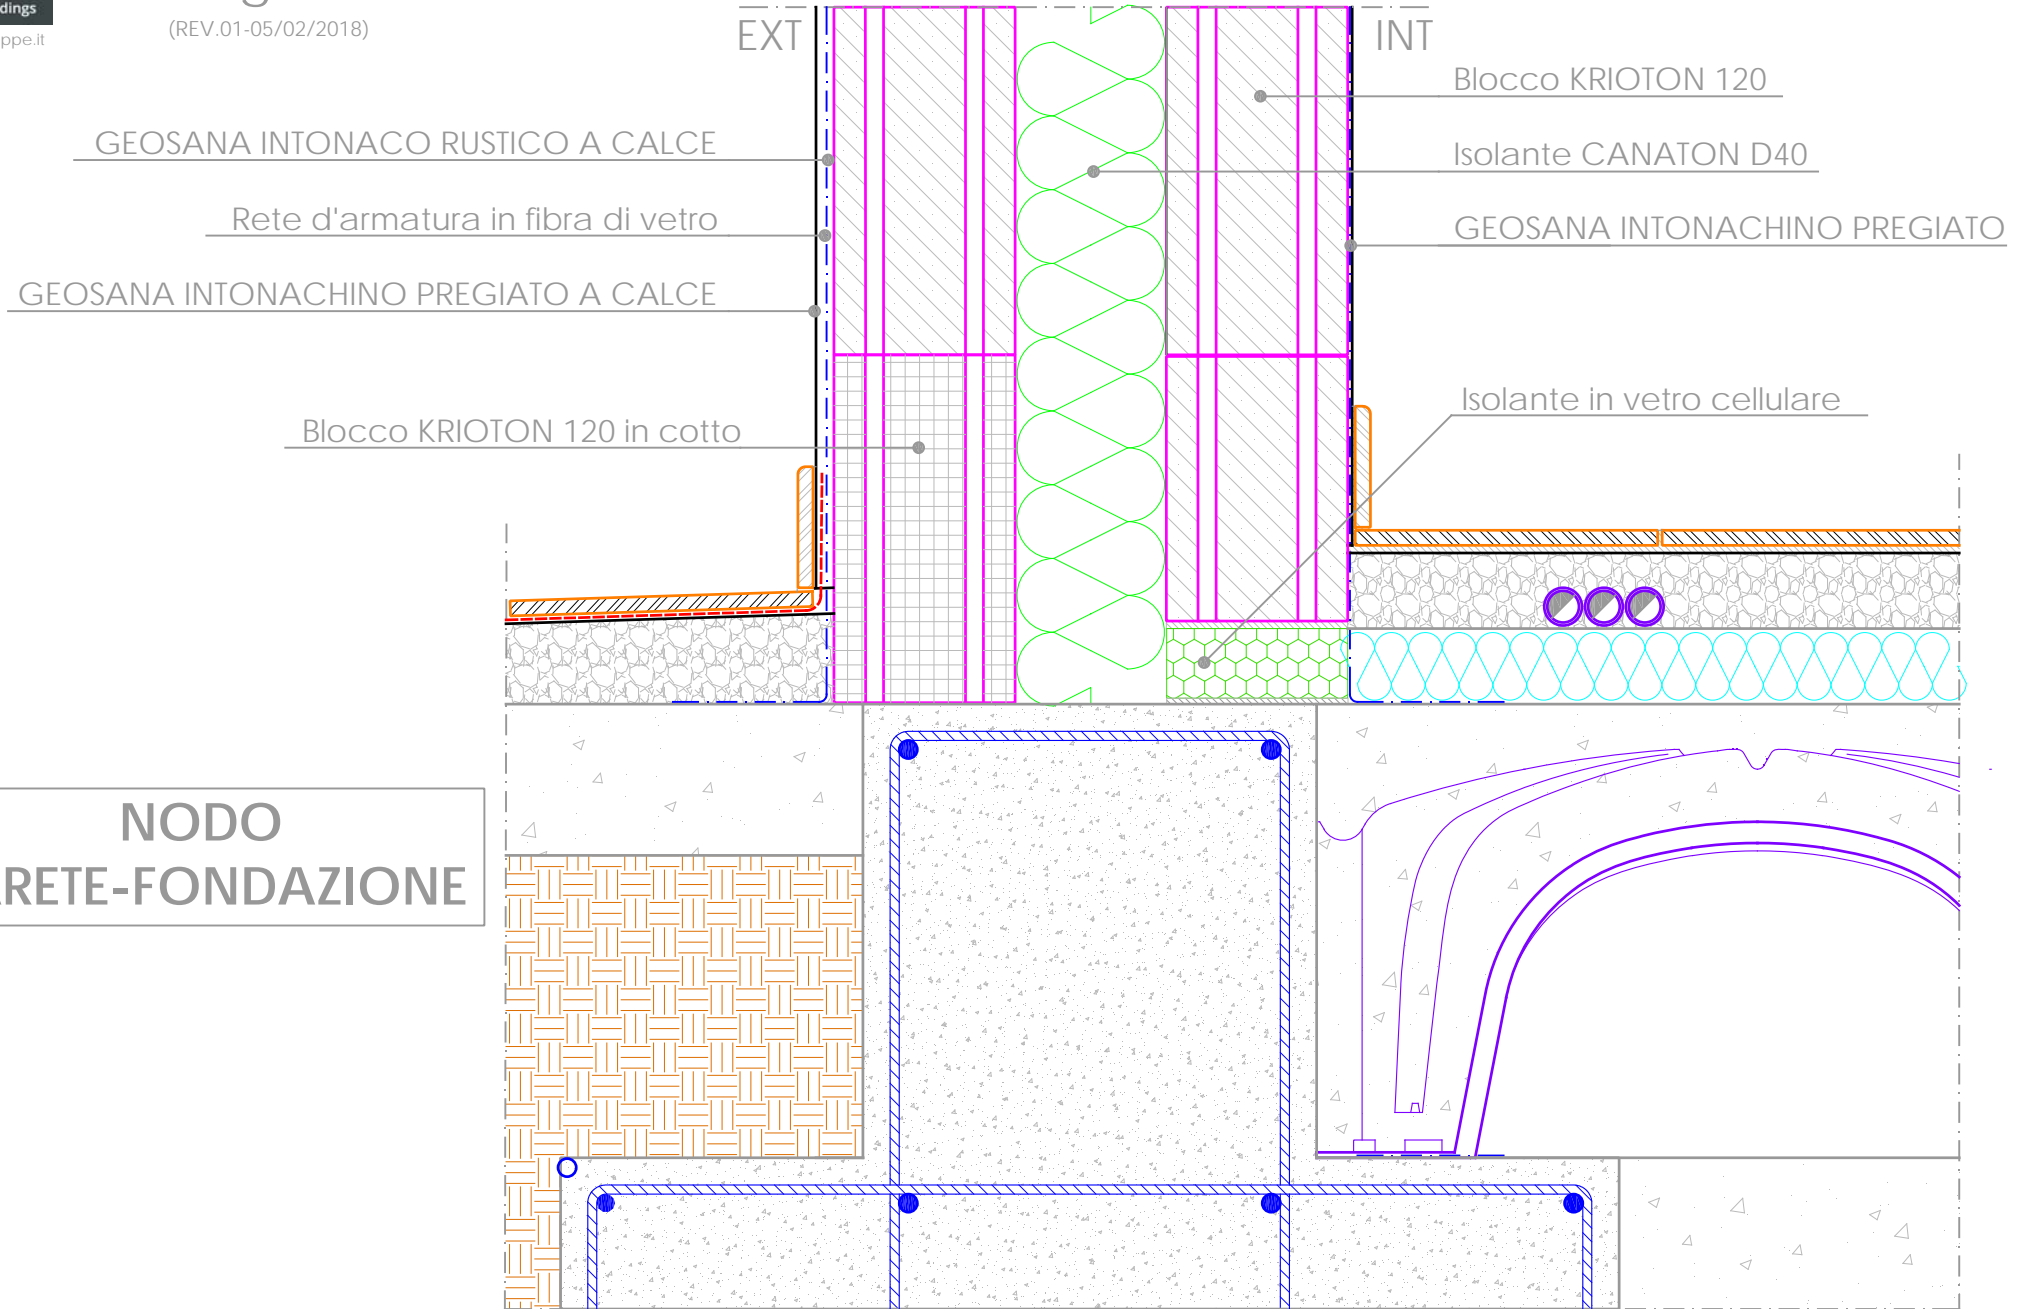 dings
ppe.it
(REV.01-05/02/2018)
EXT
INT
GEOSANA INTONACO RUSTICO A CALCE
Rete d'armatura in fibra di vetro
GEOSANA INTONACHINO PREGIATO A CALCE
Blocco KRIOTON 120 in cotto
Blocco KRIOTON 120
Isolante CANATON D40
GEOSANA INTONACHINO PREGIATO
Isolante in vetro cellulare
NODO
RETE-FONDAZIONE